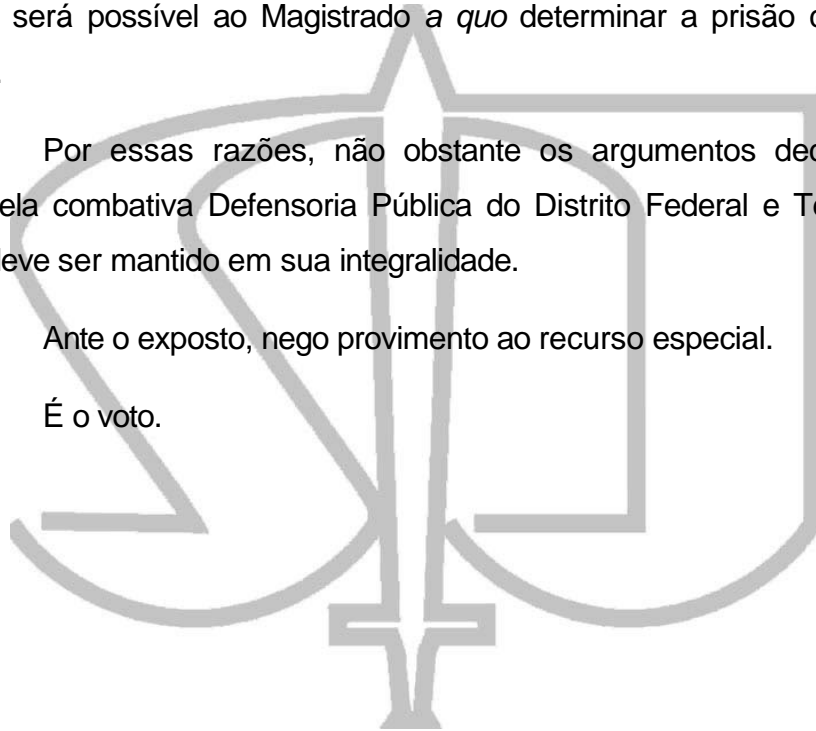 será possível ao Magistrado a quo determinar a prisão
Por essas razões, não obstante os argumentos
combativa Defensoria Pública do Distrito Federal e
deve ser mantido em sua integralidade.
Ante o exposto, nego provimento ao recurso especial.
É o voto.